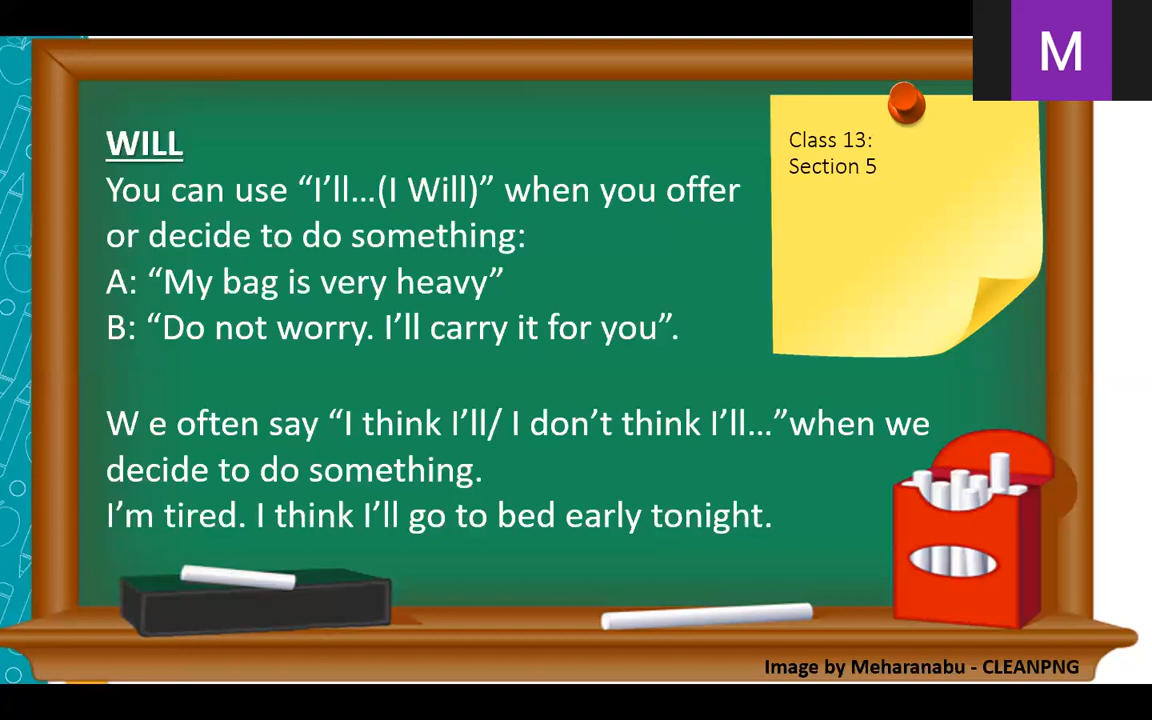 M
WILL
You can use “I’ll…(I Will)” when you offer
or decide to do something:
A: “My bag is very heavy”
B: “Do not worry. I’ll carry it for you”.
W e often say “I think I’ll/ I don’t think I’ll…”when we
decide to do something.
I’m tired. I think I’ll go to bed early tonight.
Class 13:
Section 5
Image by Meharanabu - CLEANPNG